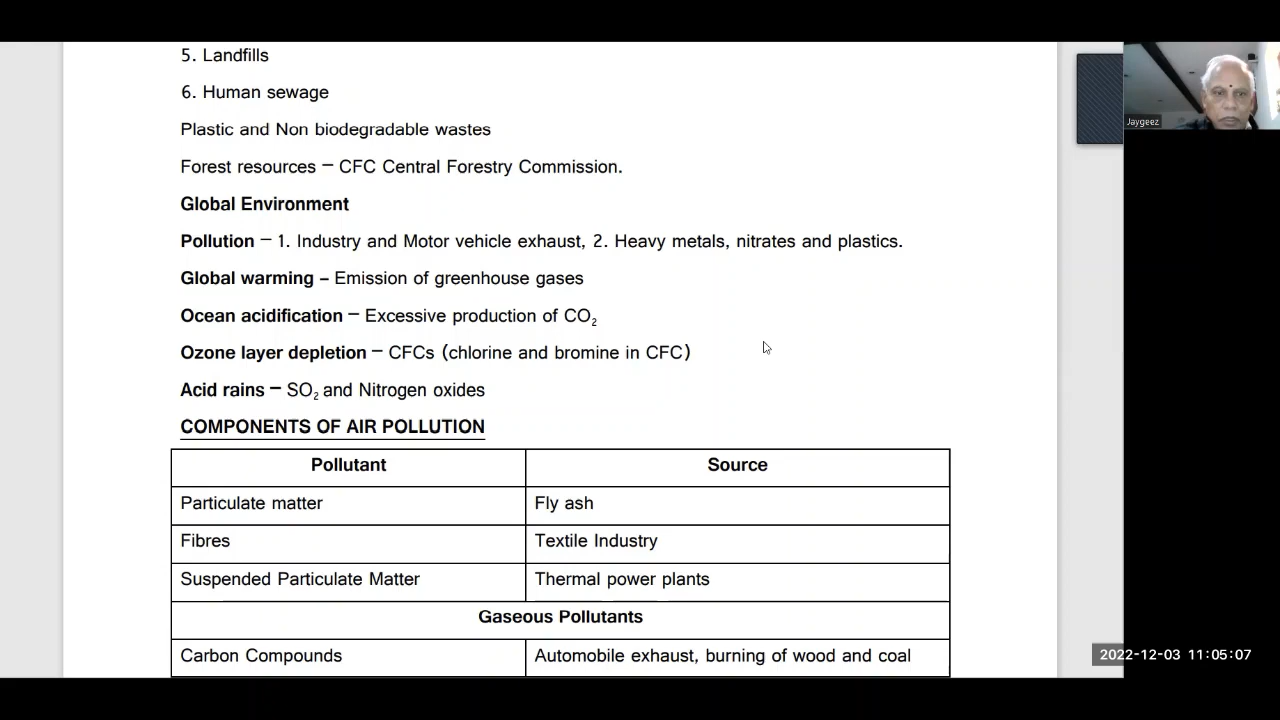 5. Landfills
6. Human sewage
Plastic and Non biodegradable wastes
Forest resources – CFC Central Forestry Commission.
Global Environment
Pollution – 1. Industry and Motor vehicle exhaust, 2. Heavy metals, nitrates and plastics.
Global warming – Emission of greenhouse gases
Ocean acidification – Excessive production of CO₂
Ozone layer depletion – CFCs (chlorine and bromine in CFC)
Acid rains – SO₂ and Nitrogen oxides
COMPONENTS OF AIR POLLUTION
Pollutant Source
Particulate matter Fly ash
Fibres Textile Industry
Suspended Particulate Matter Thermal power plants
Gaseous Pollutants
Carbon Compounds Automobile exhaust, burning of wood and coal
Jaygeez
2022-12-03 11:05:07